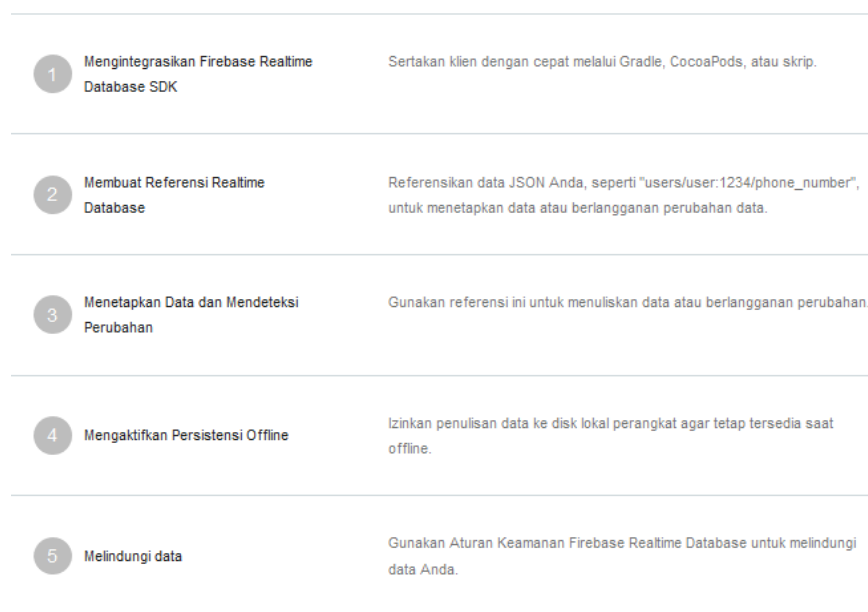 1
Mengintegrasikan Firebase Realtime
Database SDK
Sertakan klien dengan cepat melalui Gradle, CocoaPods, atau skrip.
2
Membuat Referensi Realtime
Database
Referensikan data JSON Anda, seperti "users/user:1234/phone_number",
untuk menetapkan data atau berlangganan perubahan data.
3
Menetapkan Data dan Mendeteksi
Perubahan
Gunakan referensi ini untuk menuliskan data atau berlangganan perubahan.
4
Mengaktifkan Persistensi Offline
Izinkan penulisan data ke disk lokal perangkat agar tetap tersedia saat
offline.
5
Melindungi data
Gunakan Aturan Keamanan Firebase Realtime Database untuk melindungi
data Anda.